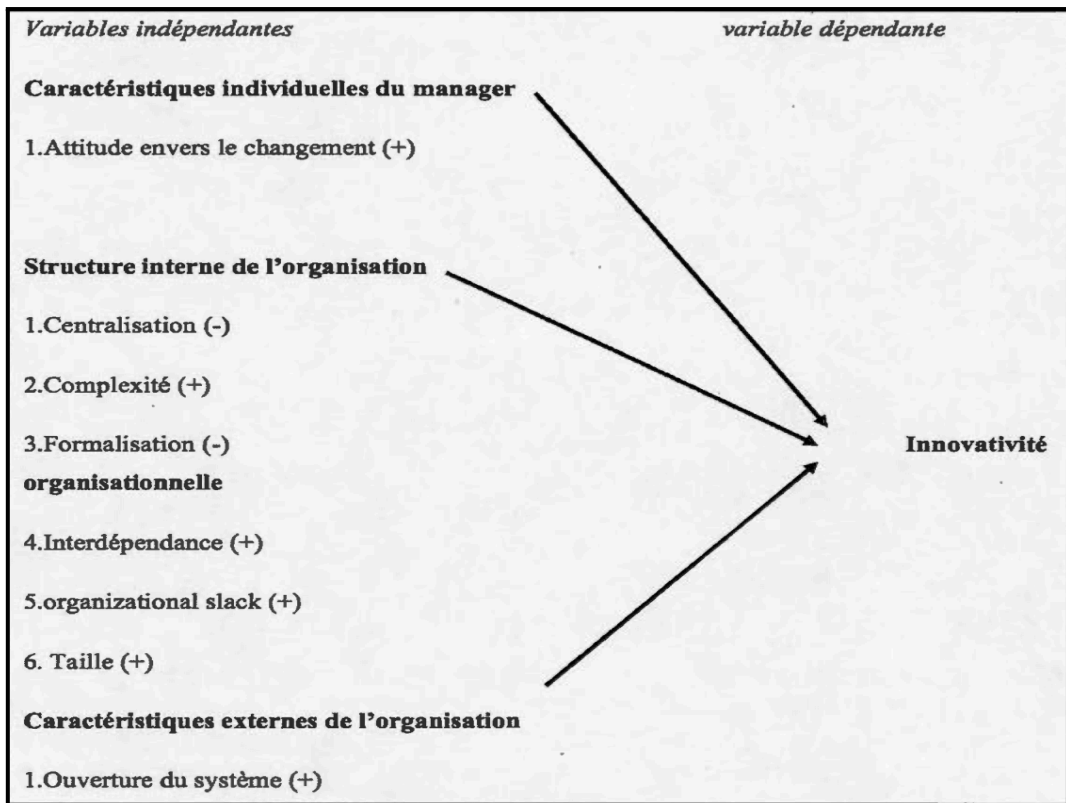 Variables indépendantes
variable dépendante
Caractéristiques individuelles du manager
1.Attitude envers le changement (+)
Structure interne de l'organisation
1.Centralisation (-)
2.Complexité (+)
3.Formalisation (-)
Innovativité
organisationnelle
4.Interdépendance (+)
5.organizational slack (+)
6. Taille (+)
Caractéristiques externes de l'organisation
1.Ouverture du système (+)